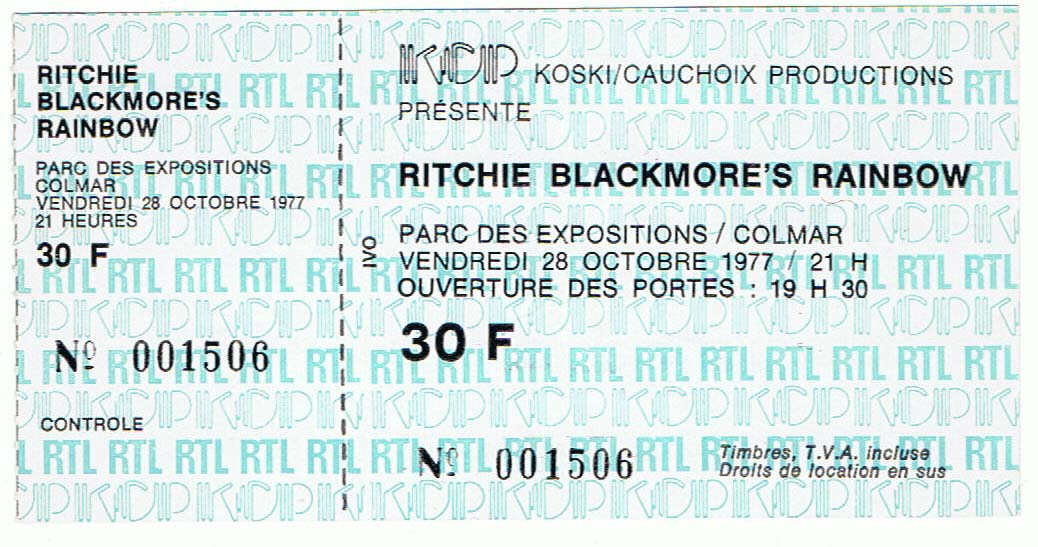 RITCHIE
BLACKMORE'S
RAINBOW
PARC DES EXPOSITIONS
COLMAR
VENDREDI 28 OCTOBRE 1977
21 HEURES
30 F
Nº 001506
CONTROLE
IVO
KCP KOSKI/CAUCHOIX PRODUCTIONS
PRÉSENTE
RITCHIE BLACKMORE'S RAINBOW
PARC DES EXPOSITIONS / COLMAR
VENDREDI 28 OCTOBRE 1977 / 21 H
OUVERTURE DES PORTES : 19 H 30
30 F
Nº 001506
Timbres, T.V.A. incluse
Droits de location en sus